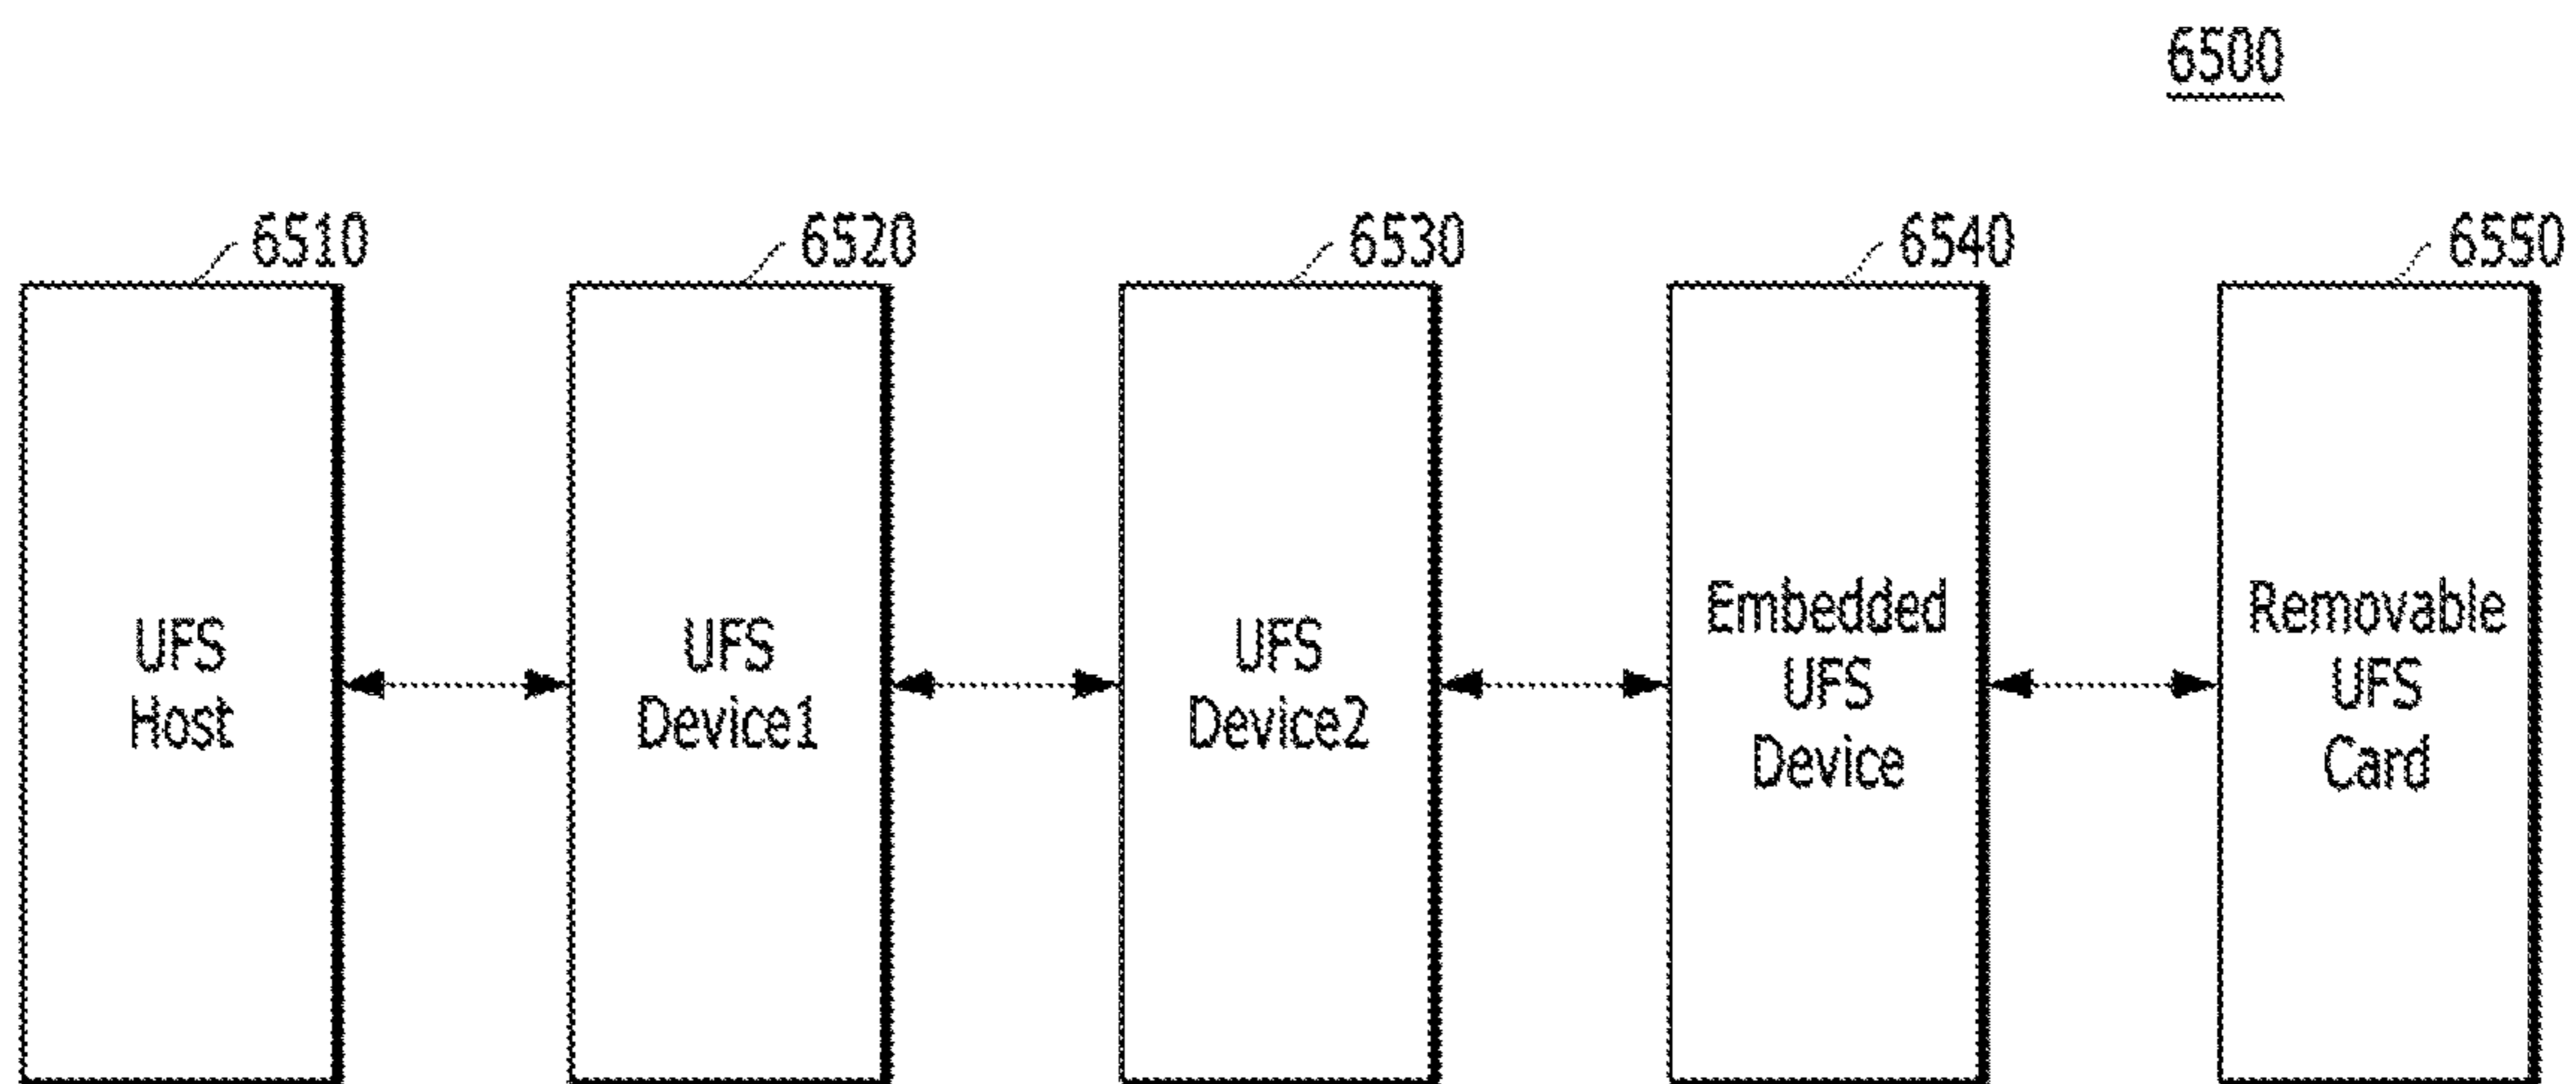 6500
6510
6520
6530
6540
6550
UFS
Host
UFS
Device1
UFS
Device2
Embedded
UFS
Device
Removable
UFS
Card